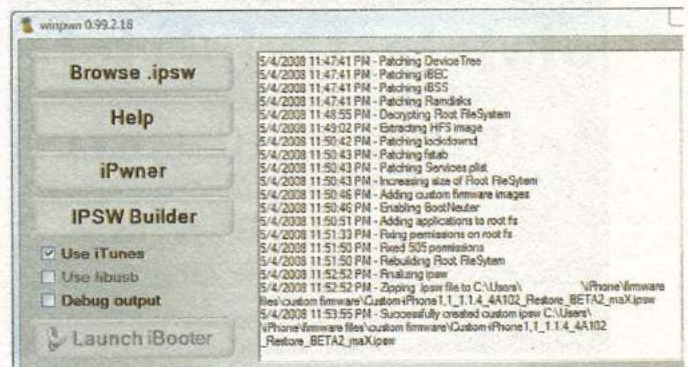 winpwn 0.99.2.18
Browse .ipsw
Help
iPwner
IPSW Builder
Use iTunes
Use libusb
Debug output
Launch iBooter
5/4/2008 11:47:41 PM - Patching DeviceTree
5/4/2008 11:47:41 PM - Patching iBEC
5/4/2008 11:47:41 PM - Patching iBSS
5/4/2008 11:47:41 PM - Patching Ramdisks
5/4/2008 11:48:55 PM - Decrypting Root FileSystem
5/4/2008 11:49:02 PM - Extracting HFS image
5/4/2008 11:50:42 PM - Patching lockdownd
5/4/2008 11:50:43 PM - Patching fstab
5/4/2008 11:50:43 PM - Patching Services plist
5/4/2008 11:50:43 PM - Increasing size of Root FileSytem
5/4/2008 11:50:46 PM - Adding custom firmware images
5/4/2008 11:50:46 PM - Enabling BootNeuter
5/4/2008 11:50:51 PM - Adding applications to root fs
5/4/2008 11:51:33 PM - Fixing permissions on root fs
5/4/2008 11:51:50 PM - Fixed 505 permissions
5/4/2008 11:51:50 PM - Rebuilding Root FileSytem
5/4/2008 11:52:52 PM - Finalizing ipsw
5/4/2008 11:52:52 PM - Zipping .ipsw file to C:\Users\ \iPhone\firmware
files\custom firmware\Custom-iPhone1,1_1.1.4_4A102_Restore_BETA2_maX.ipsw
5/4/2008 11:53:55 PM - Successfully created custom ipsw C:\Users\
\iPhone\firmware files\custom firmware\Custom-iPhone1,1_1.1.4_4A102
_Restore_BETA2_maX.ipsw